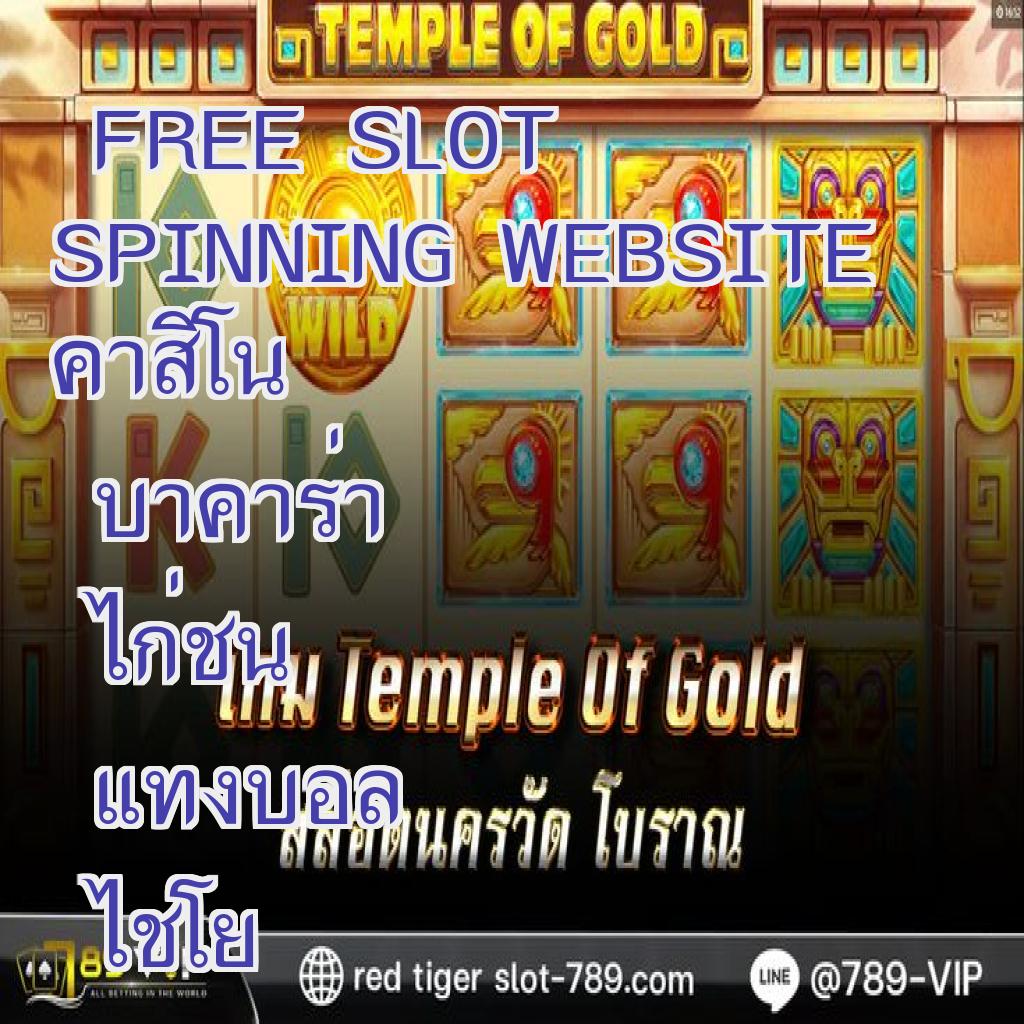 TEMPLE OF GOLD
FREE SLOT
SPINNING WEBSITE
WILD
คาสิโน
บาคาร่า
ไก่ชน
เกม Temple Of Gold
แทงบอล
สล็อตนครวัด โบราณ
ไชโย
ALL BETTING IN THE WORLD
red tiger slot-789.com
LINE @789-VIP